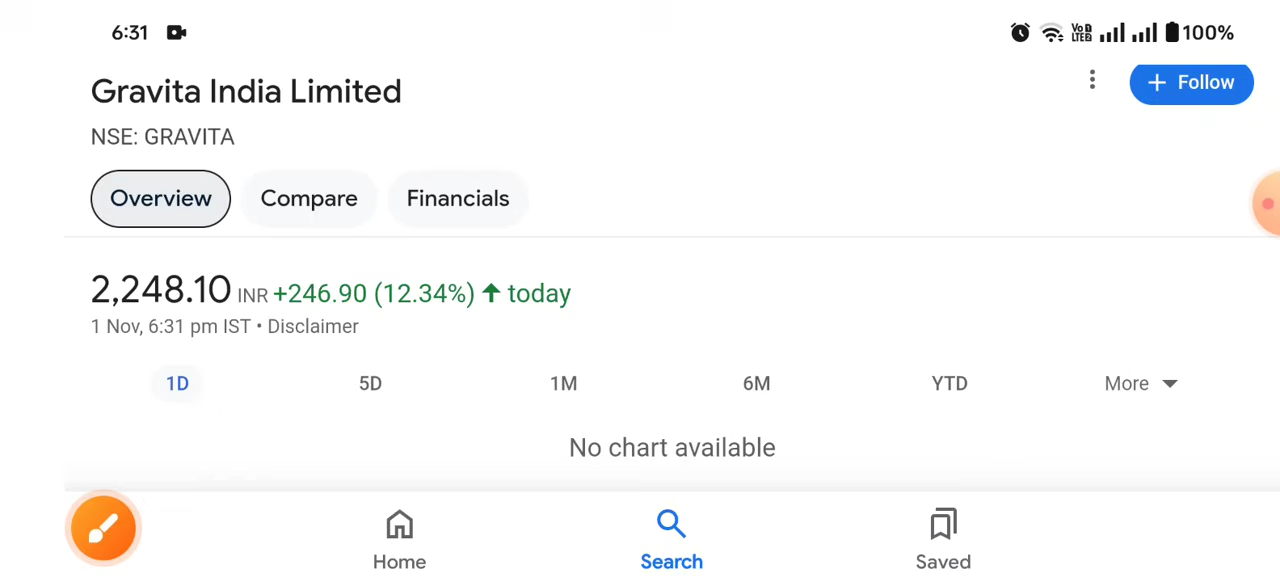 6:31
Vo LTE2 100%
Gravita India Limited
+ Follow
NSE: GRAVITA
Overview Compare Financials
2,248.10 INR +246.90 (12.34%) ↑ today
1 Nov, 6:31 pm IST • Disclaimer
1D 5D 1M 6M YTD More
No chart available
Home Search Saved